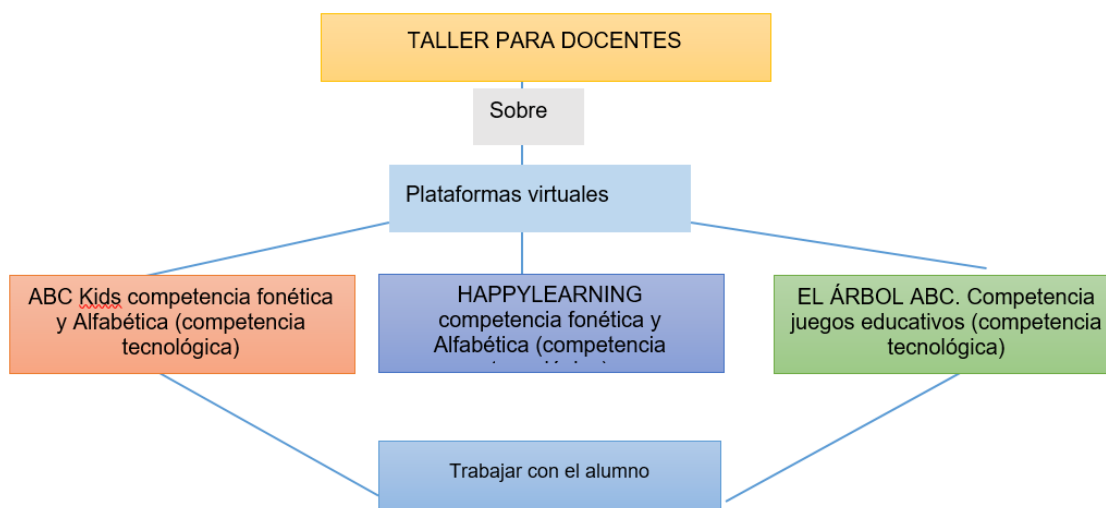 TALLER PARA DOCENTES
Sobre
Plataformas virtuales
ABC Kids competencia fonética
y Alfabética (competencia
tecnológica)
HAPPYLEARNING
competencia fonética y
Alfabética (competencia
EL ÁRBOL ABC. Competencia
juegos educativos (competencia
tecnológica)
Trabajar con el alumno